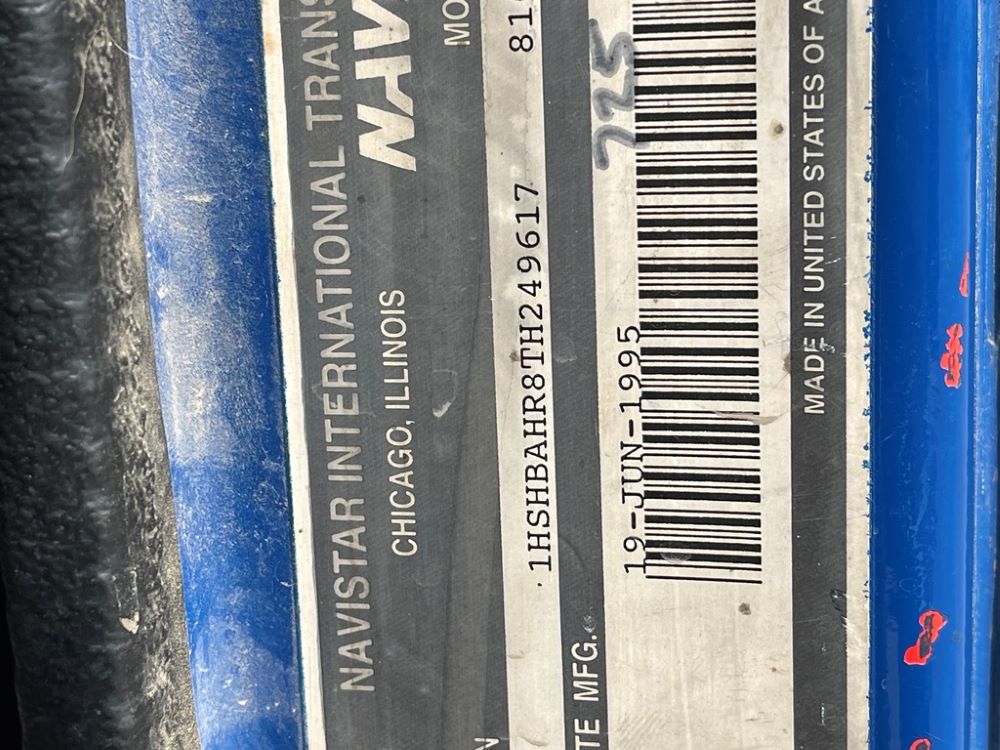 NAVISTAR INTERNATIONAL TRANS
CHICAGO, ILLINOIS
NAV
MO
1HSHBAHR8TH249617 81
TE MFG.
19-JUN-1995
725
MADE IN UNITED STATES OF A